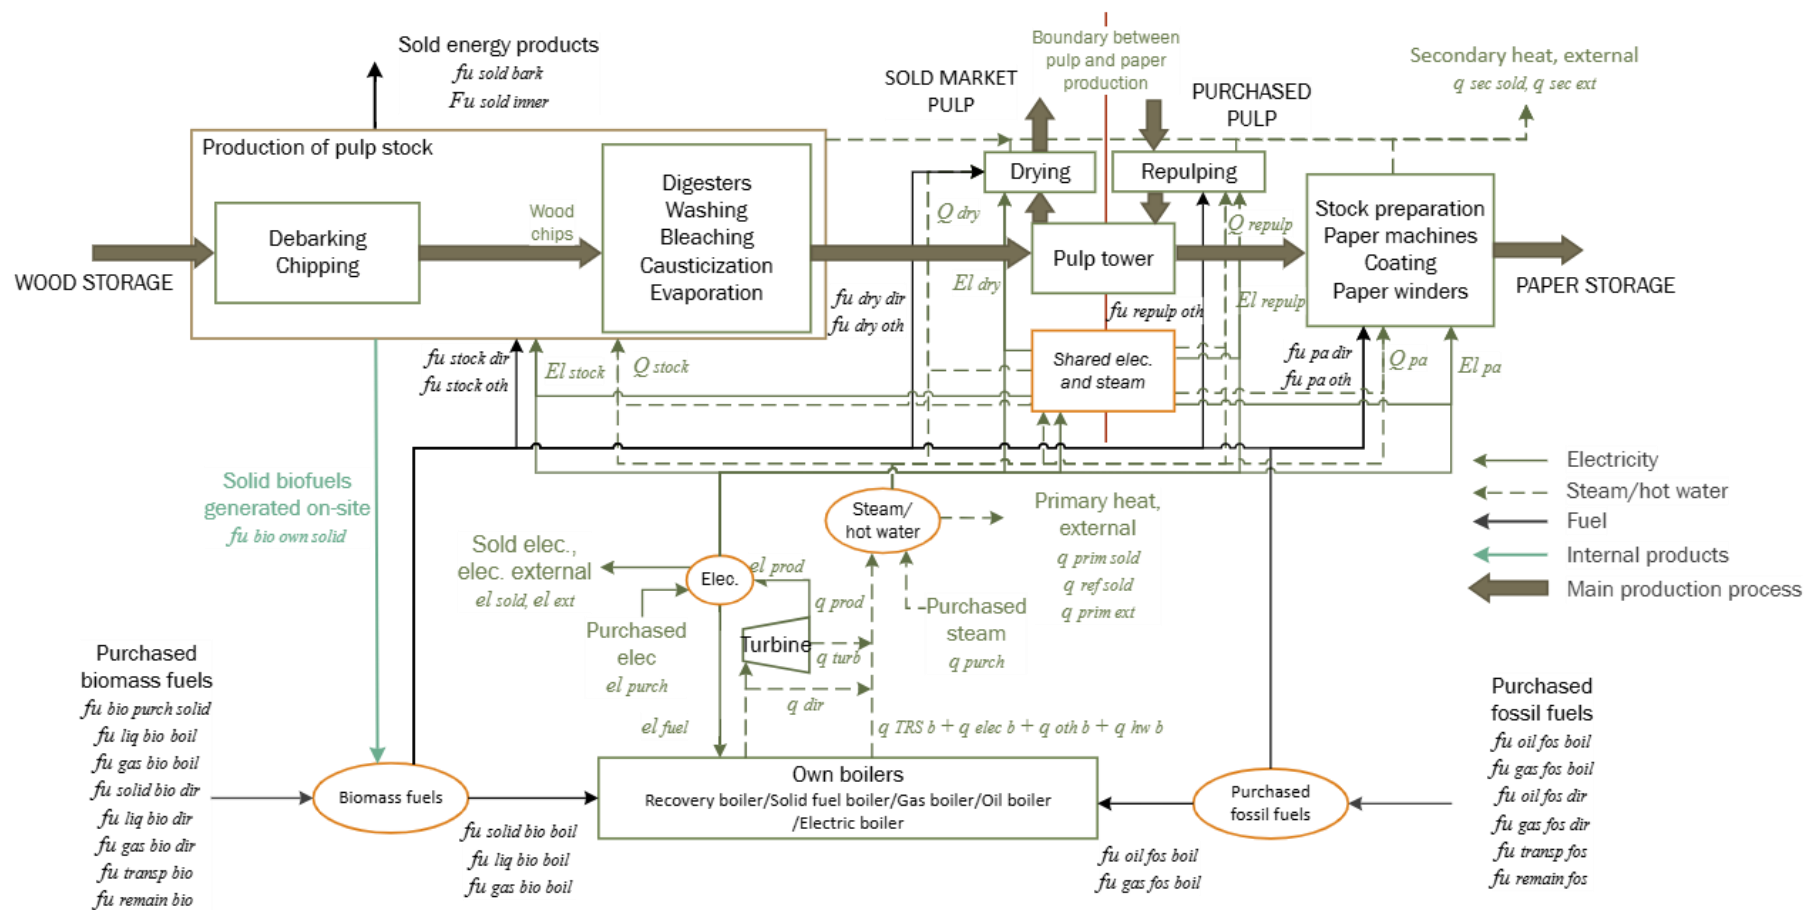 Sold energy products
fu sold bark
Fu sold inner
SOLD MARKET
PULP
Boundary between
pulp and paper
production
PURCHASED
PULP
Secondary heat, external
q sec sold, q sec ext
Production of pulp stock
Debarking
Chipping
Wood
chips
Digesters
Washing
Bleaching
Causticization
Evaporation
Drying
Repulping
Q dry
Q repulp
Pulp tower
Stock preparation
Paper machines
Coating
Paper winders
WOOD STORAGE
PAPER STORAGE
El dry
fu dry dir
fu dry oth
fu repulp oth
El repulp
Shared elec.
and steam
fu stock dir
fu stock oth
El stock
Q stock
fu pa dir
fu pa oth
Q pa
El pa
Solid biofuels
generated on-site
fu bio own solid
Electricity
Steam/hot water
Fuel
Internal products
Main production process
Steam/
hot water
Primary heat,
external
q prim sold
q ref sold
q prim ext
Sold elec.,
elec. external
el sold, el ext
Elec.
el prod
q prod
Purchased
elec
el purch
Turbine
q turb
q dir
Purchased
steam
q purch
el fuel
q TRS b + q elec b + q oth b + q hw b
Purchased
biomass fuels
fu bio purch solid
fu liq bio boil
fu gas bio boil
fu solid bio dir
fu liq bio dir
fu gas bio dir
fu transp bio
fu remain bio
Biomass fuels
fu solid bio boil
fu liq bio boil
fu gas bio boil
Own boilers
Recovery boiler/Solid fuel boiler/Gas boiler/Oil boiler
/Electric boiler
Purchased
fossil fuels
fu oil fos boil
fu gas fos boil
Purchased
fossil fuels
fu oil fos boil
fu gas fos boil
fu oil fos dir
fu gas fos dir
fu transp fos
fu remain fos